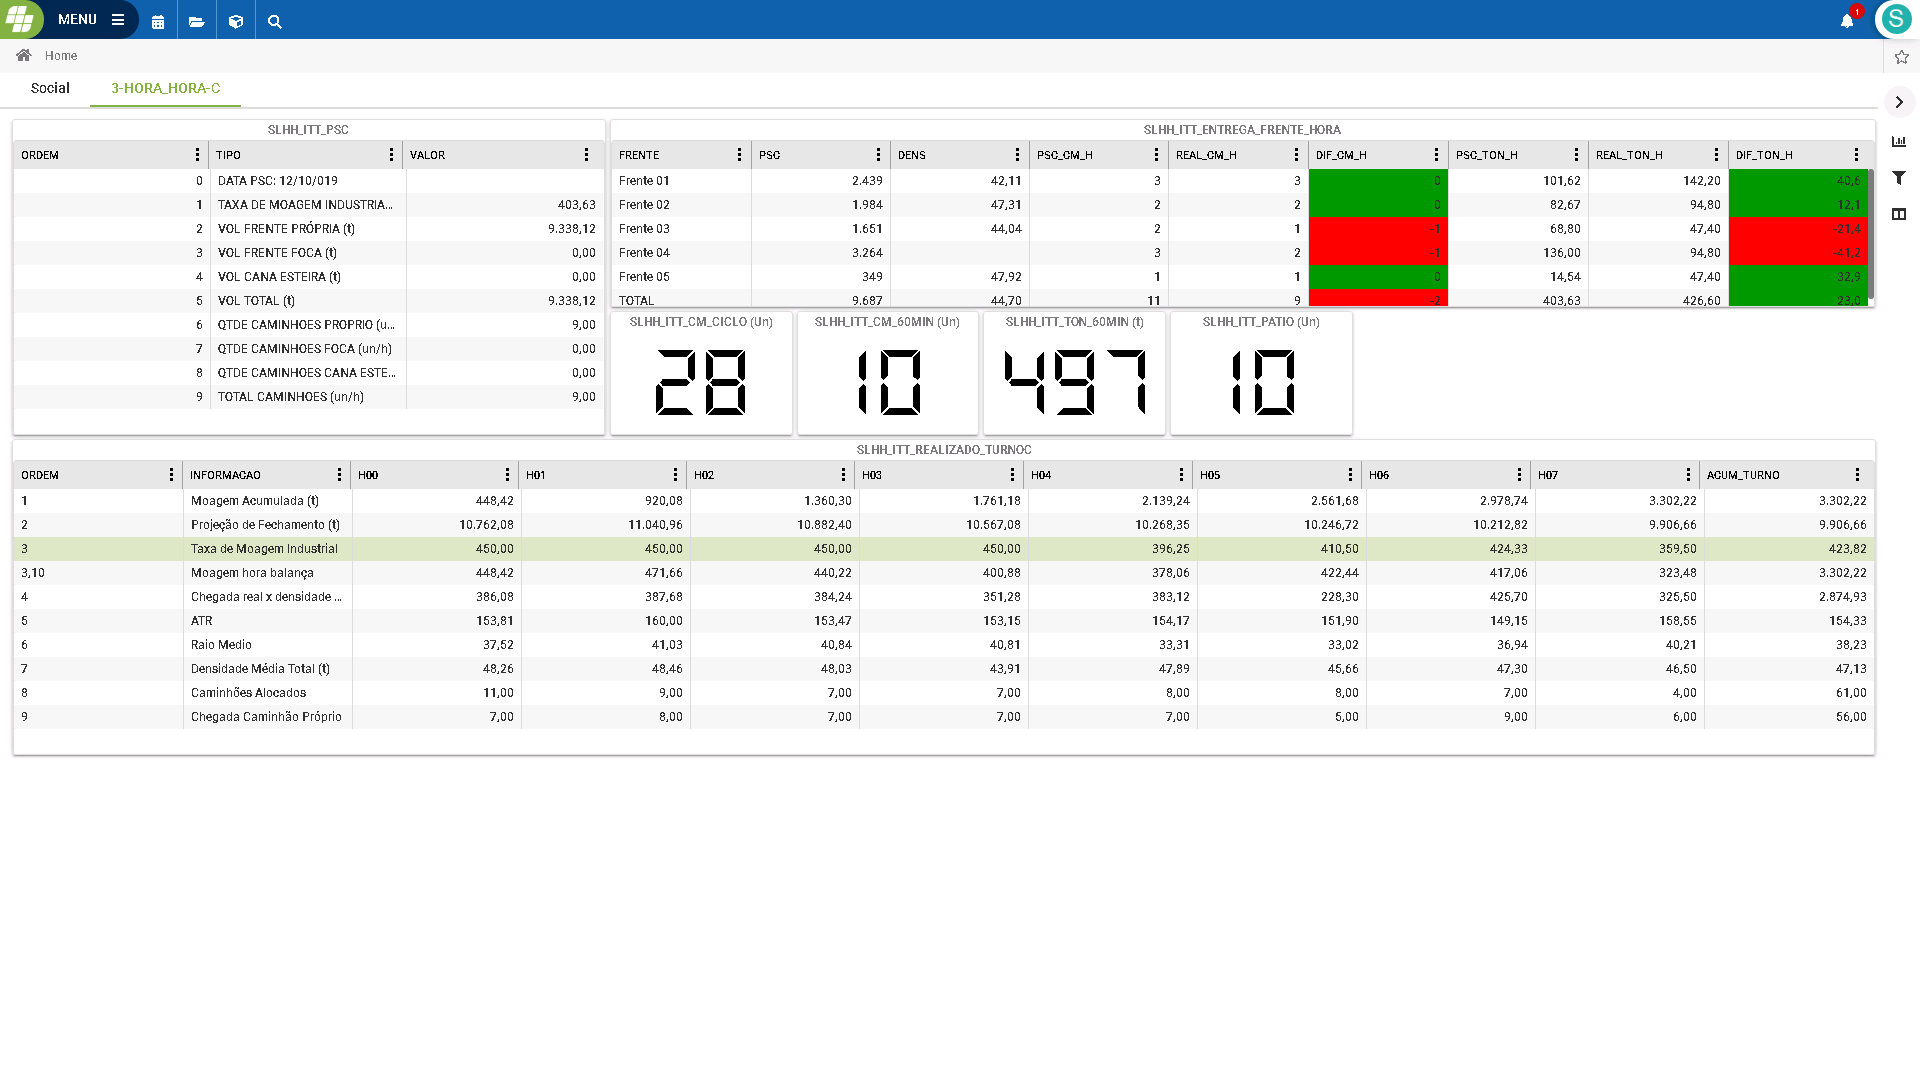 MENU
1
S
Home
Social 3-HORA_HORA-C
SLHH_ITT_PSC
ORDEM TIPO VALOR
0 DATA PSC: 12/10/019
1 TAXA DE MOAGEM INDUSTRIA... 403,63
2 VOL FRENTE PRÓPRIA (t) 9.338,12
3 VOL FRENTE FOCA (t) 0,00
4 VOL CANA ESTEIRA (t) 0,00
5 VOL TOTAL (t) 9.338,12
6 QTDE CAMINHOES PROPRIO (u... 9,00
7 QTDE CAMINHOES FOCA (un/h) 0,00
8 QTDE CAMINHOES CANA ESTE... 0,00
9 TOTAL CAMINHOES (un/h) 9,00
SLHH_ITT_ENTREGA_FRENTE_HORA
FRENTE PSC DENS PSC_CM_H REAL_CM_H DIF_CM_H PSC_TON_H REAL_TON_H DIF_TON_H
Frente 01 2.439 42,11 3 3 0 101,62 142,20 40,6
Frente 02 1.984 47,31 2 2 0 82,67 94,80 12,1
Frente 03 1.651 44,04 2 1 -1 68,80 47,40 -21,4
Frente 04 3.264 3 2 -1 136,00 94,80 -41,2
Frente 05 349 47,92 1 1 0 14,54 47,40 32,9
TOTAL 9.687 44,70 11 9 2 403,63 426,60 23,0
SLHH_ITT_CM_CICLO (Un) SLHH_ITT_CM_60MIN (Un) SLHH_ITT_TON_60MIN (t) SLHH_ITT_PATIO (Un)
28 10 497 10
SLHH_ITT_REALIZADO_TURNOC
ORDEM INFORMACAO H00 H01 H02 H03 H04 H05 H06 H07 ACUM_TURNO
1 Moagem Acumulada (t) 448,42 920,08 1.360,30 1.761,18 2.139,24 2.561,68 2.978,74 3.302,22 3.302,22
2 Projeção de Fechamento (t) 10.762,08 11.040,96 10.882,40 10.567,08 10.268,35 10.246,72 10.212,82 9.906,66 9.906,66
3 Taxa de Moagem Industrial 450,00 450,00 450,00 450,00 396,25 410,50 424,33 359,50 423,82
3,10 Moagem hora balança 448,42 471,66 440,22 400,88 378,06 422,44 417,06 323,48 3.302,22
4 Chegada real x densidade ... 386,08 387,68 384,24 351,28 383,12 228,30 425,70 325,50 2.874,93
5 ATR 153,81 160,00 153,47 153,15 154,17 151,90 149,15 158,55 154,33
6 Raio Medio 37,52 41,03 40,84 40,81 33,31 33,02 36,94 40,21 38,23
7 Densidade Média Total (t) 48,26 48,46 48,03 43,91 47,89 45,66 47,30 46,50 47,13
8 Caminhões Alocados 11,00 9,00 7,00 7,00 8,00 8,00 7,00 4,00 61,00
9 Chegada Caminhão Próprio 7,00 8,00 7,00 7,00 7,00 5,00 9,00 6,00 56,00